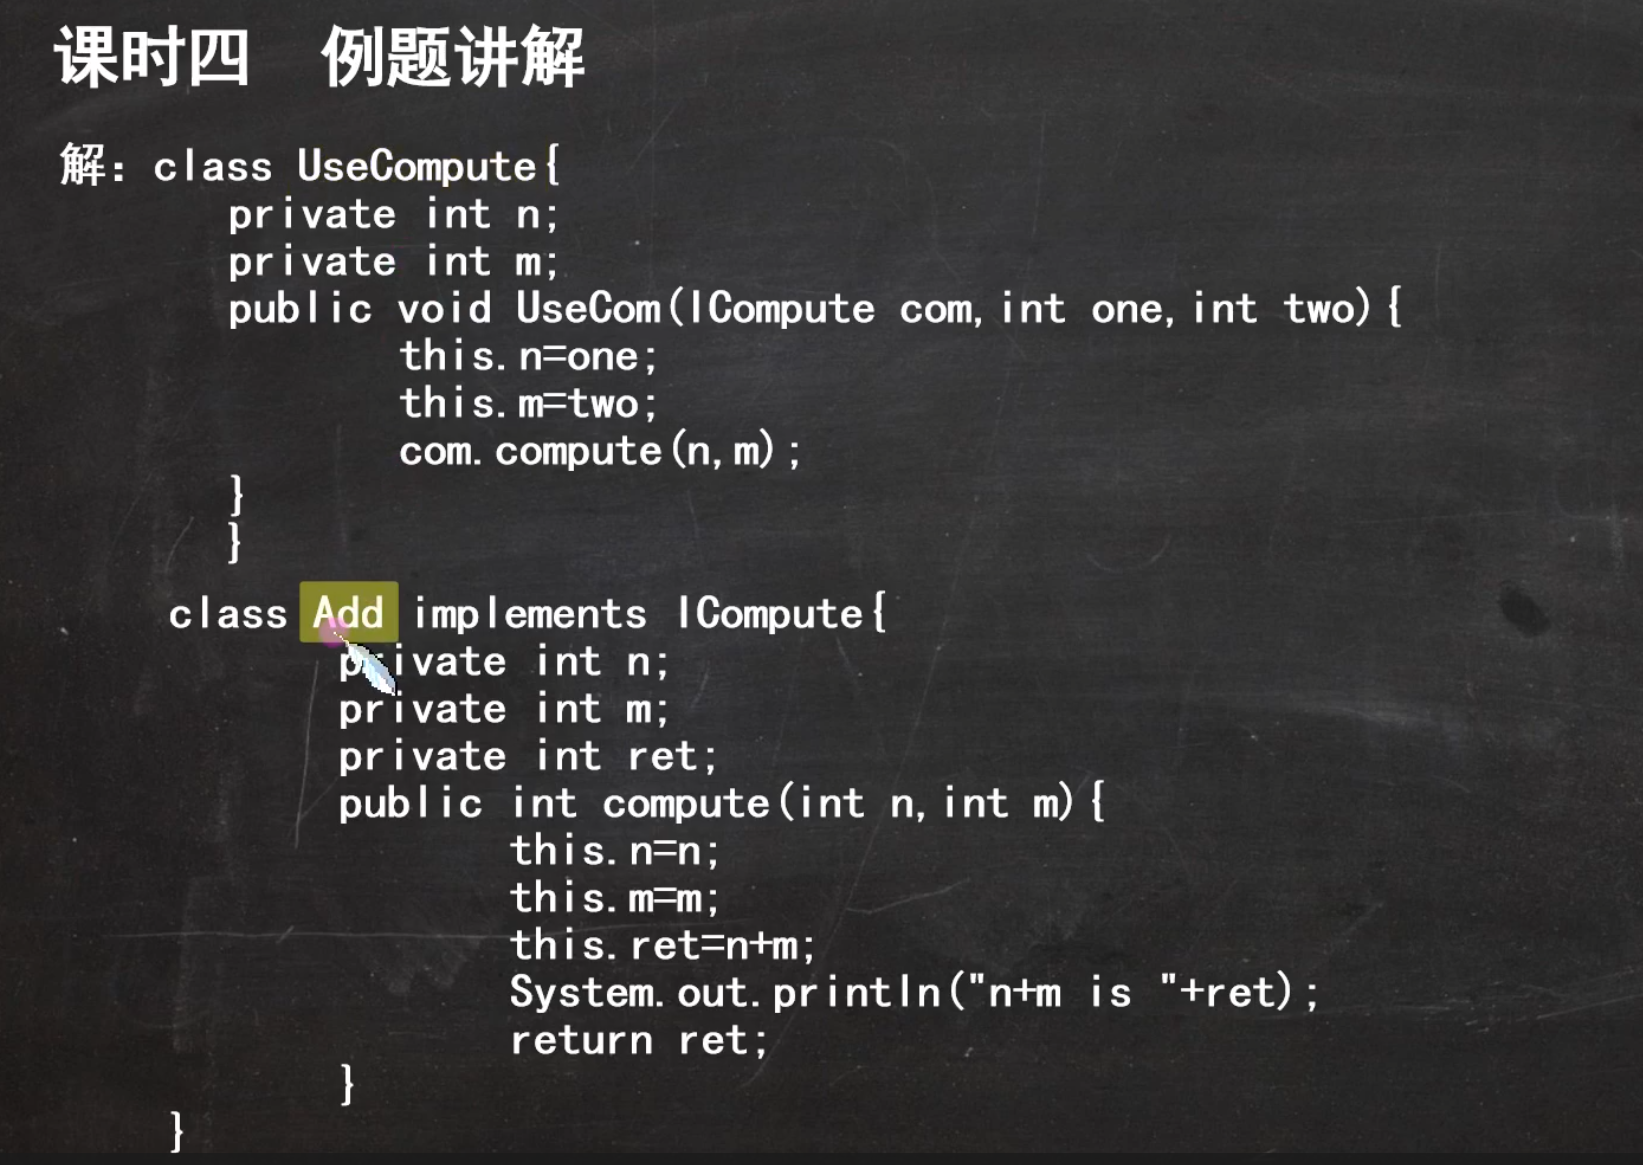 课时四 例题讲解
解：class UseCompute{
private int n;
private int m;
public void UseCom(ICompute com,int one,int two){
this.n=one;
this.m=two;
com.compute(n,m);
}
}
class Add implements ICompute{
private int n;
private int m;
private int ret;
public int compute(int n,int m){
this.n=n;
this.m=m;
this.ret=n+m;
System.out.println("n+m is "+ret);
return ret;
}
}